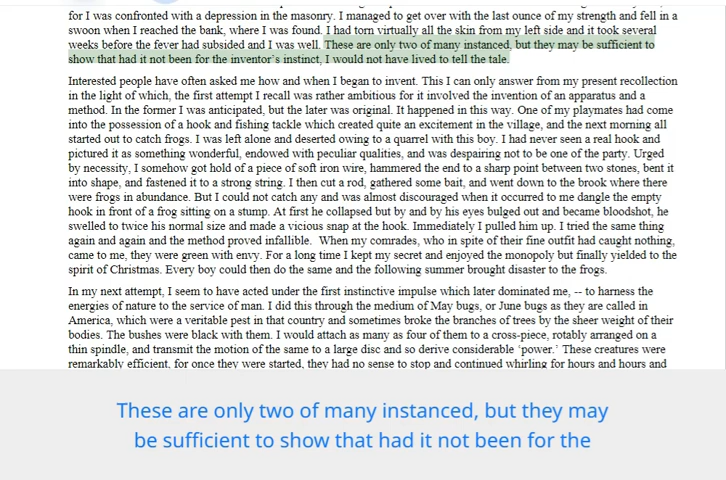 for I was confronted with a depression in the masonry. I managed to get over with the last ounce of my strength and fell in a
swoon when I reached the bank, where I was found. I had torn virtually all the skin from my left side and it took several
weeks before the fever had subsided and I was well. These are only two of many instanced, but they may be sufficient to
show that had it not been for the inventor's instinct, I would not have lived to tell the tale.
Interested people have often asked me how and when I began to invent. This I can only answer from my present recollection
in the light of which, the first attempt I recall was rather ambitious for it involved the invention of an apparatus and a
method. In the former I was anticipated, but the later was original. It happened in this way. One of my playmates had come
into the possession of a hook and fishing tackle which created quite an excitement in the village, and the next morning all
started out to catch frogs. I was left alone and deserted owing to a quarrel with this boy. I had never seen a real hook and
pictured it as something wonderful, endowed with peculiar qualities, and was despairing not to be one of the party. Urged
by necessity, I somehow got hold of a piece of soft iron wire, hammered the end to a sharp point between two stones, bent it
into shape, and fastened it to a strong string. I then cut a rod, gathered some bait, and went down to the brook where there
were frogs in abundance. But I could not catch any and was almost discouraged when it occurred to me dangle the empty
hook in front of a frog sitting on a stump. At first he collapsed but by and by his eyes bulged out and became bloodshot, he
swelled to twice his normal size and made a vicious snap at the hook. Immediately I pulled him up. I tried the same thing
again and again and the method proved infallible. When my comrades, who in spite of their fine outfit had caught nothing,
came to me, they were green with envy. For a long time I kept my secret and enjoyed the monopoly but finally yielded to the
spirit of Christmas. Every boy could then do the same and the following summer brought disaster to the frogs.
In my next attempt, I seem to have acted under the first instinctive impulse which later dominated me, -- to harness the
energies of nature to the service of man. I did this through the medium of May bugs, or June bugs as they are called in
America, which were a veritable pest in that country and sometimes broke the branches of trees by the sheer weight of their
bodies. The bushes were black with them. I would attach as many as four of them to a cross-piece, rotably arranged on a
thin spindle, and transmit the motion of the same to a large disc and so derive considerable 'power.' These creatures were
remarkably efficient, for once they were started, they had no sense to stop and continued whirling for hours and hours and
These are only two of many instanced, but they may
be sufficient to show that had it not been for the